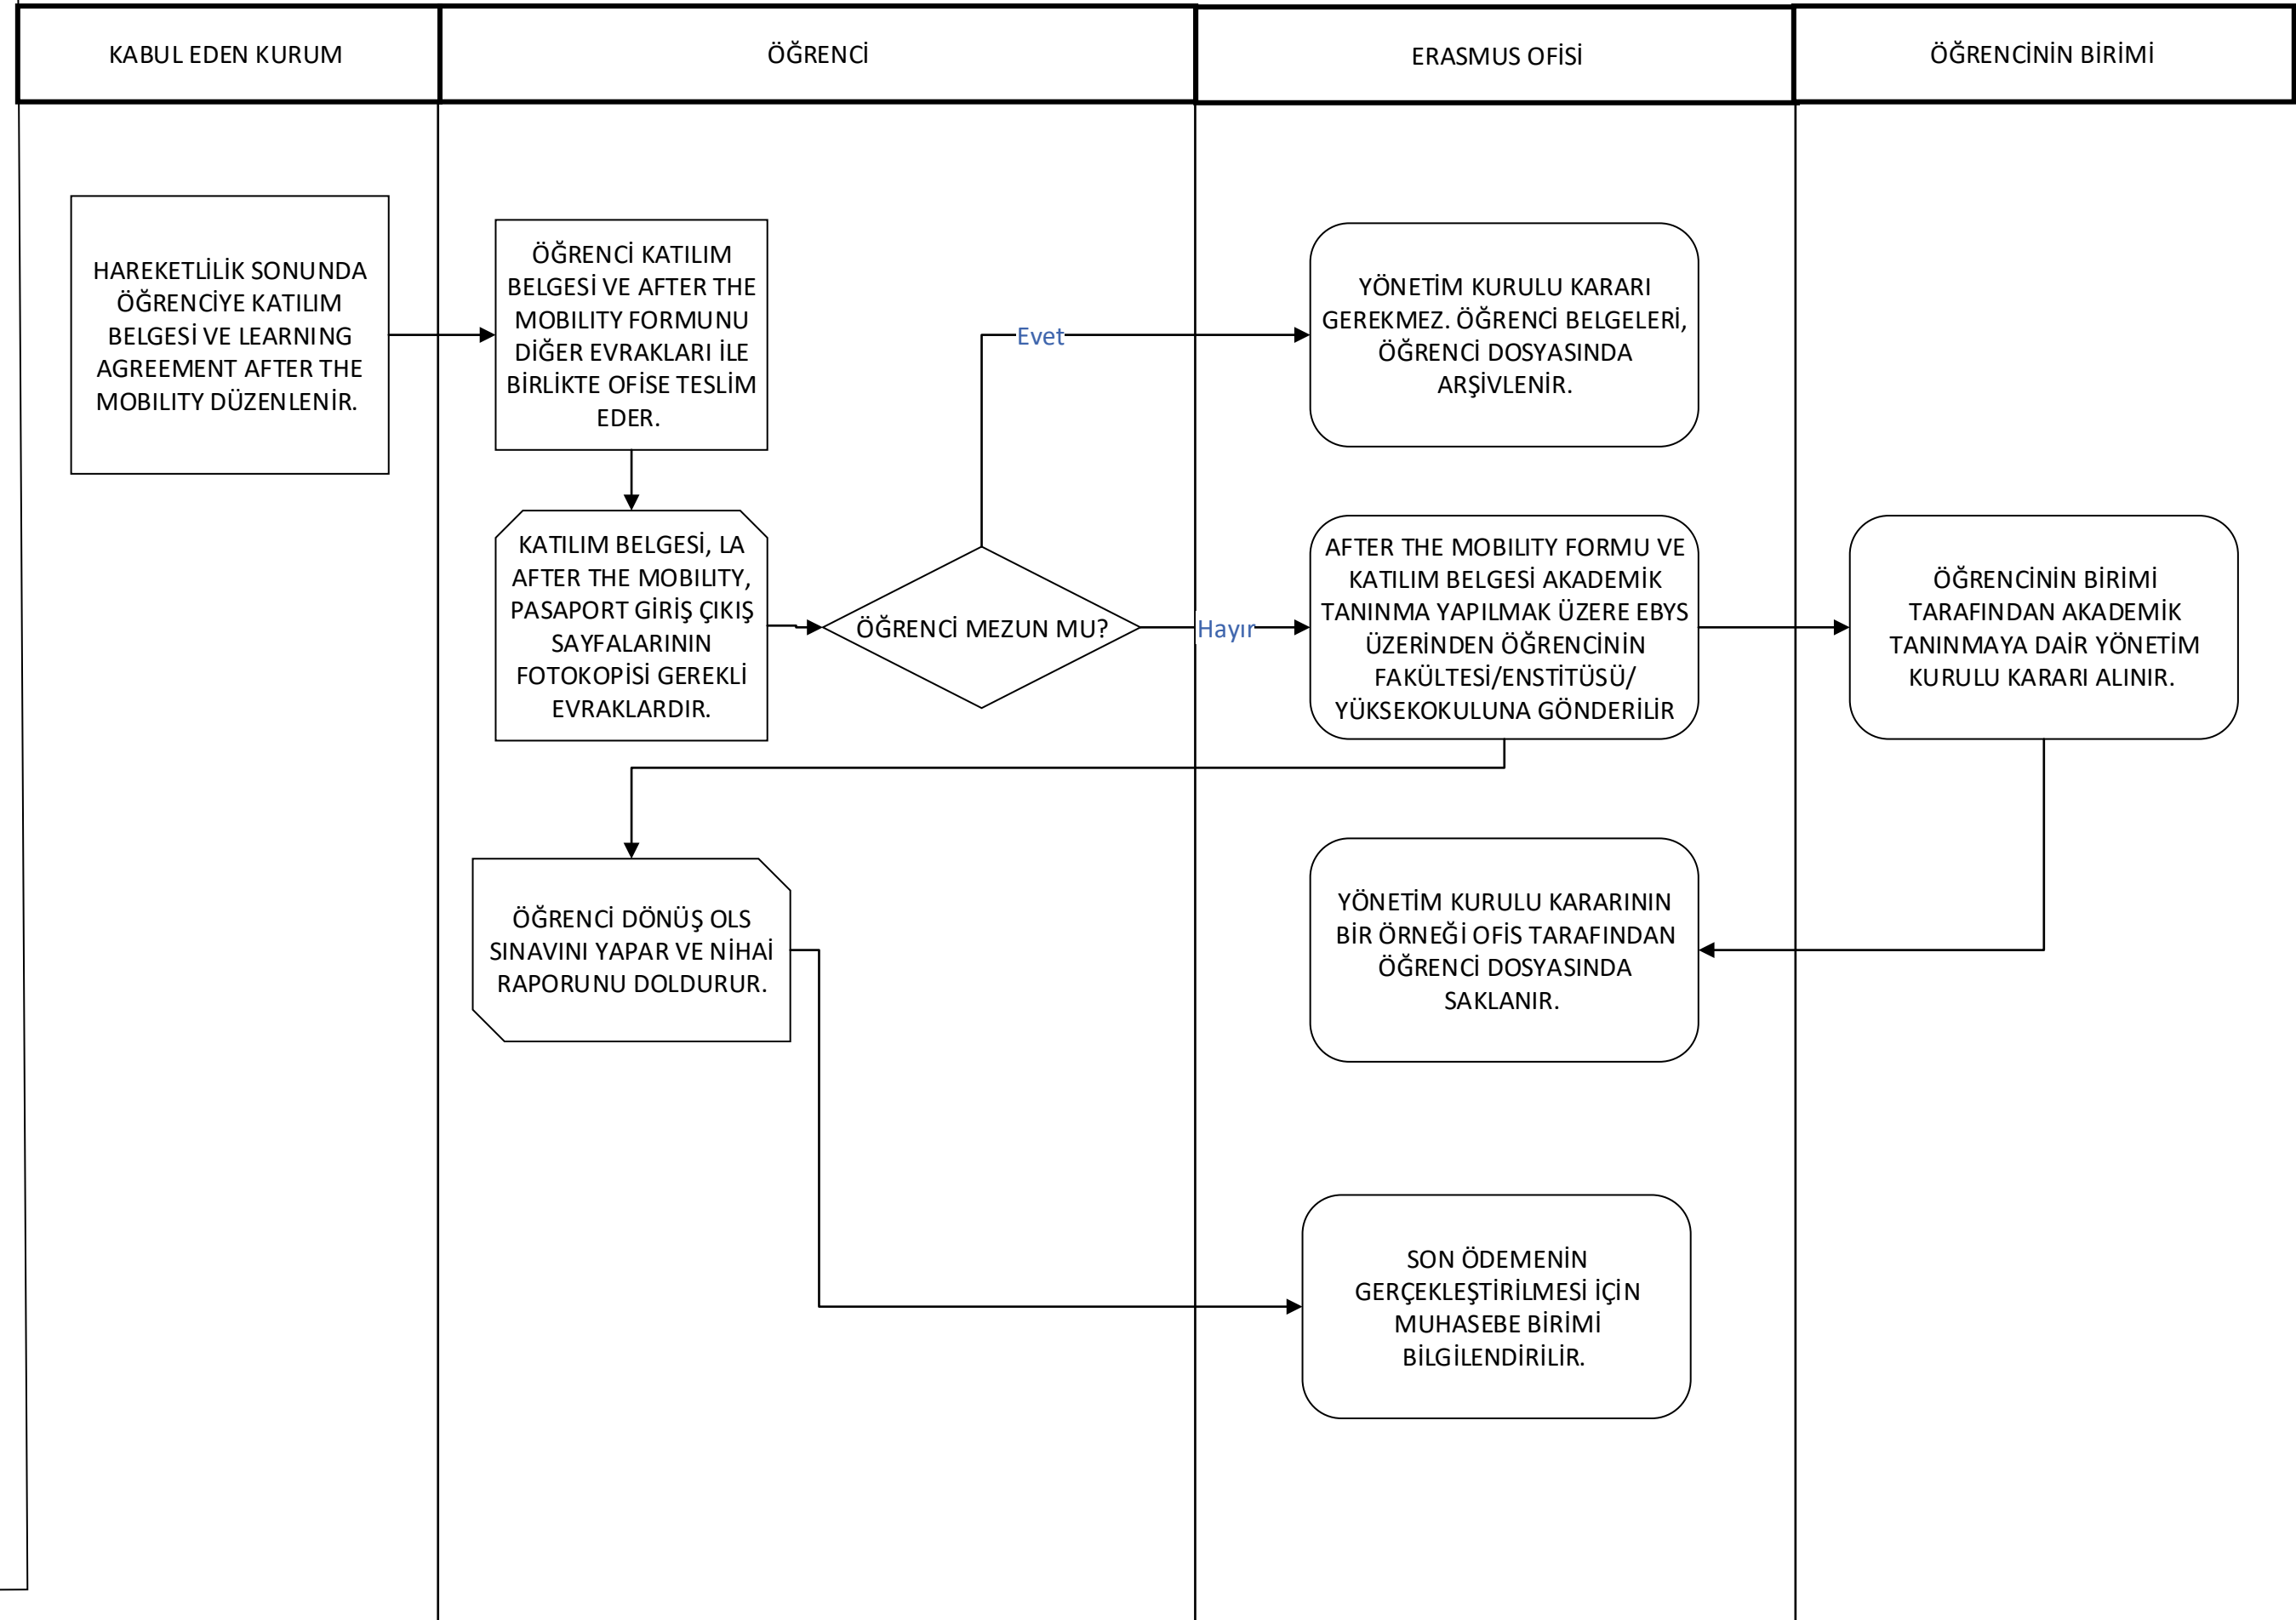 KABUL EDEN KURUM
ÖĞRENCİ
ERASMUS OFİSİ
ÖĞRENCİNİN BİRİMİ
HAREKETLİLİK SONUNDA
ÖĞRENCİYE KATILIM
BELGESİ VE LEARNING
AGREEMENT AFTER THE
MOBILITY DÜZENLENİR.
ÖĞRENCİ KATILIM
BELGESİ VE AFTER THE
MOBILITY FORMUNU
DİĞER EVRAKLARI İLE
BİRLİKTE OFİSE TESLİM
EDER.
Evet
YÖNETİM KURULU KARARI
GEREKMEZ. ÖĞRENCİ BELGELERİ,
ÖĞRENCİ DOSYASINDA
ARŞİVLENİR.
KATILIM BELGESİ, LA
AFTER THE MOBILITY,
PASAPORT GİRİŞ ÇIKIŞ
SAYFALARININ
FOTOKOPİSİ GEREKLİ
EVRAKLARDIR.
ÖĞRENCİ MEZUN MU?
Hayır
AFTER THE MOBILITY FORMU VE
KATILIM BELGESİ AKADEMİK
TANINMA YAPILMAK ÜZERE EBYS
ÜZERİNDEN ÖĞRENCİNİN
FAKÜLTESİ/ENSTİTÜSÜ/
YÜKSEKOKULUNA GÖNDERİLİR
ÖĞRENCİNİN BİRİMİ
TARAFINDAN AKADEMİK
TANINMAYA DAİR YÖNETİM
KURULU KARARI ALINIR.
ÖĞRENCİ DÖNÜŞ OLS
SINAVINI YAPAR VE NİHAİ
RAPORUNU DOLDURUR.
YÖNETİM KURULU KARARININ
BİR ÖRNEĞİ OFİS TARAFINDAN
ÖĞRENCİ DOSYASINDA
SAKLANIR.
SON ÖDEMENİN
GERÇEKLEŞTİRİLMESİ İÇİN
MUHASEBE BİRİMİ
BİLGİLENDİRİLİR.